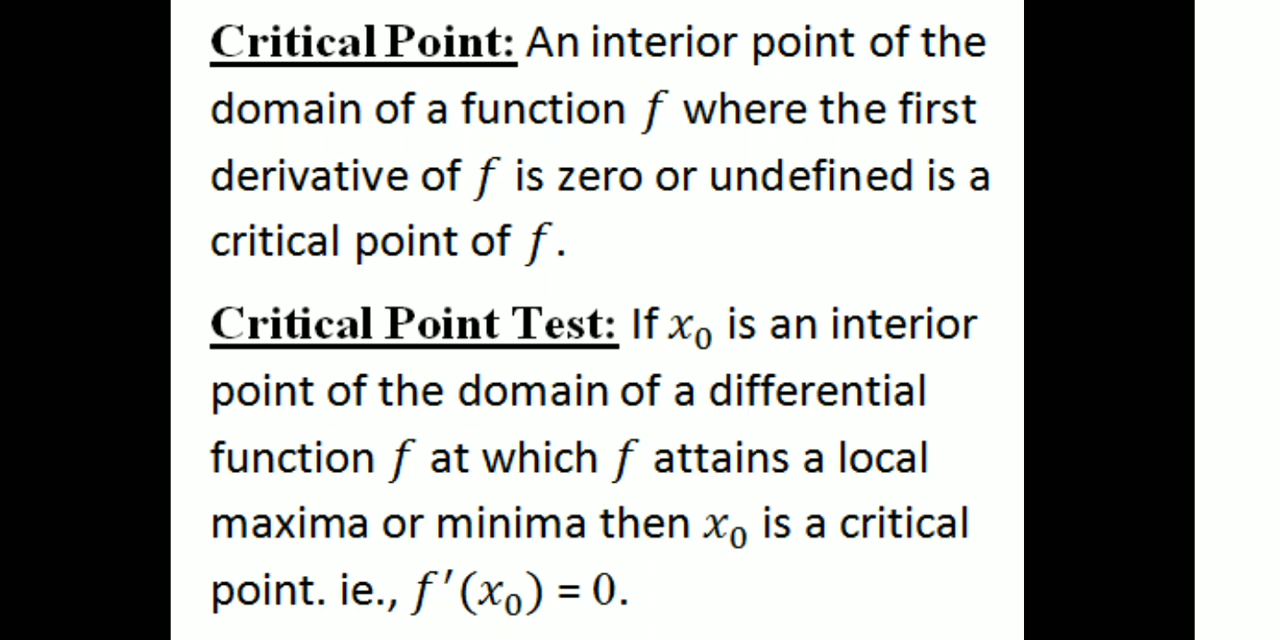 Critical Point: An interior point of the
domain of a function f where the first
derivative of f is zero or undefined is a
critical point of f.
Critical Point Test: If x₀ is an interior
point of the domain of a differential
function f at which f attains a local
maxima or minima then x₀ is a critical
point. ie., f′(x₀) = 0.